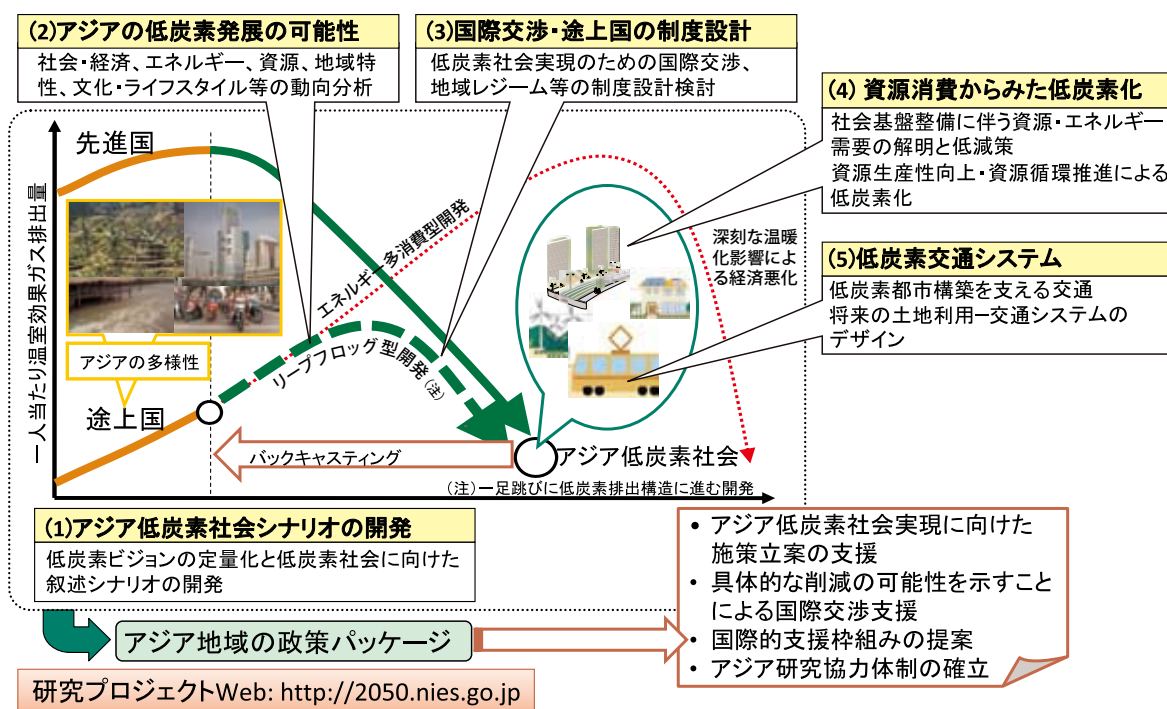 (2)アジアの低炭素発展の可能性
社会・経済、エネルギー、資源、地域特
性、文化・ライフスタイル等の動向分析
(3)国際交渉・途上国の制度設計
低炭素社会実現のための国際交渉、
地域レジーム等の制度設計検討
(4) 資源消費からみた低炭素化
社会基盤整備に伴う資源・エネルギー
需要の解明と低減策
資源生産性向上・資源循環推進による
低炭素化
(5)低炭素交通システム
低炭素都市構築を支える交通
将来の土地利用ー交通システムの
デザイン
一人当たり温室効果ガス排出量
先進国
アジアの多様性
途上国
エネルギー多消費型開発
リープフロッグ型開発(注)
深刻な温暖
化影響によ
る経済悪化
バックキャスティング
アジア低炭素社会
(注)一足跳びに低炭素排出構造に進む開発
(1)アジア低炭素社会シナリオの開発
低炭素ビジョンの定量化と低炭素社会に向けた
叙述シナリオの開発
アジア地域の政策パッケージ
• アジア低炭素社会実現に向けた
施策立案の支援
• 具体的な削減の可能性を示すこと
による国際交渉支援
• 国際的支援枠組みの提案
• アジア研究協力体制の確立
研究プロジェクトWeb: http://2050.nies.go.jp